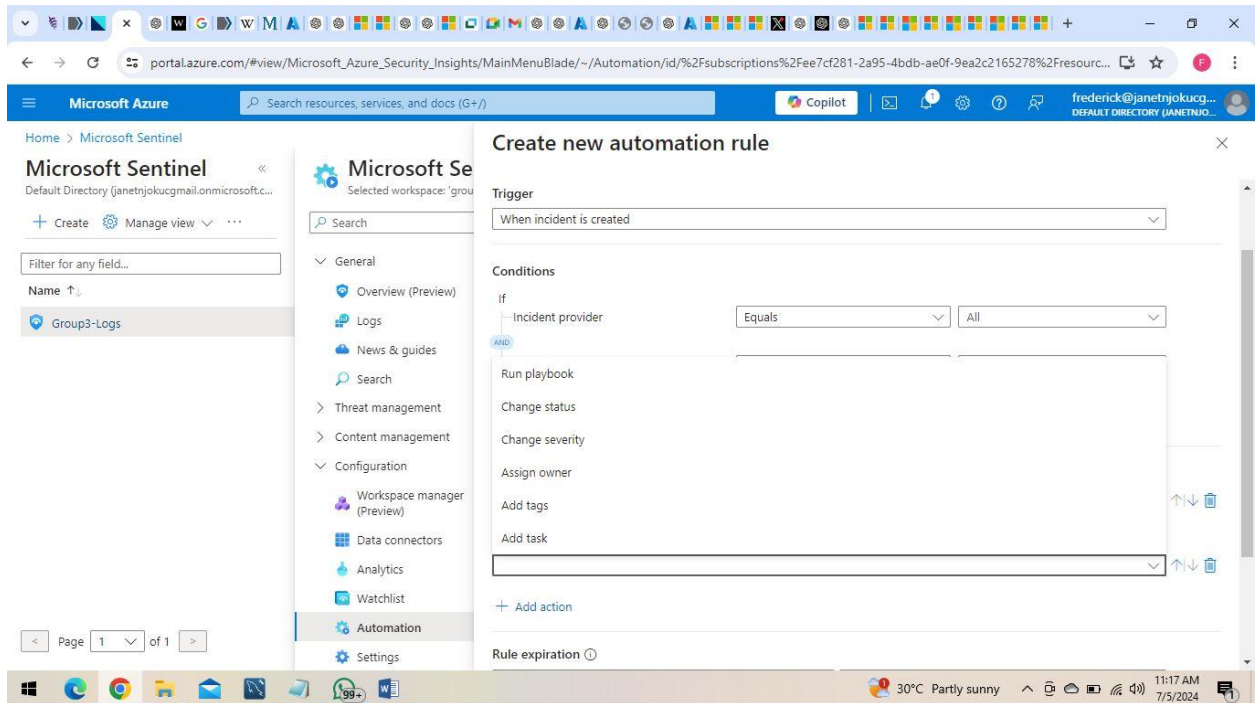 portal.azure.com/#view/Microsoft_Azure_Security_Insights/MainMenuBlade/~/Automation/id/%2Fsubscriptions%2Fee7cf281-2a95-4bdb-ae0f-9ea2c2165278%2Fresourc...
F
Microsoft Azure
Search resources, services, and docs (G+/)
Copilot
1
frederick@janetnjokucg...
DEFAULT DIRECTORY (JANETNJO...
Home > Microsoft Sentinel
Microsoft Sentinel
Default Directory (janetnjokucgmail.onmicrosoft.c...
+ Create Manage view ...
Filter for any field...
Name ↑↓
Group3-Logs
< Page 1 of 1 >
Microsoft Se
Selected workspace: 'grou
Search
General
Overview (Preview)
Logs
News & guides
Search
Threat management
Content management
Configuration
Workspace manager
(Preview)
Data connectors
Analytics
Watchlist
Automation
Settings
Create new automation rule
Trigger
When incident is created
Conditions
If
Incident provider Equals All
AND
Run playbook
Change status
Change severity
Assign owner
Add tags
Add task
+ Add action
Rule expiration
99+
30°C Partly sunny
11:17 AM
7/5/2024
1